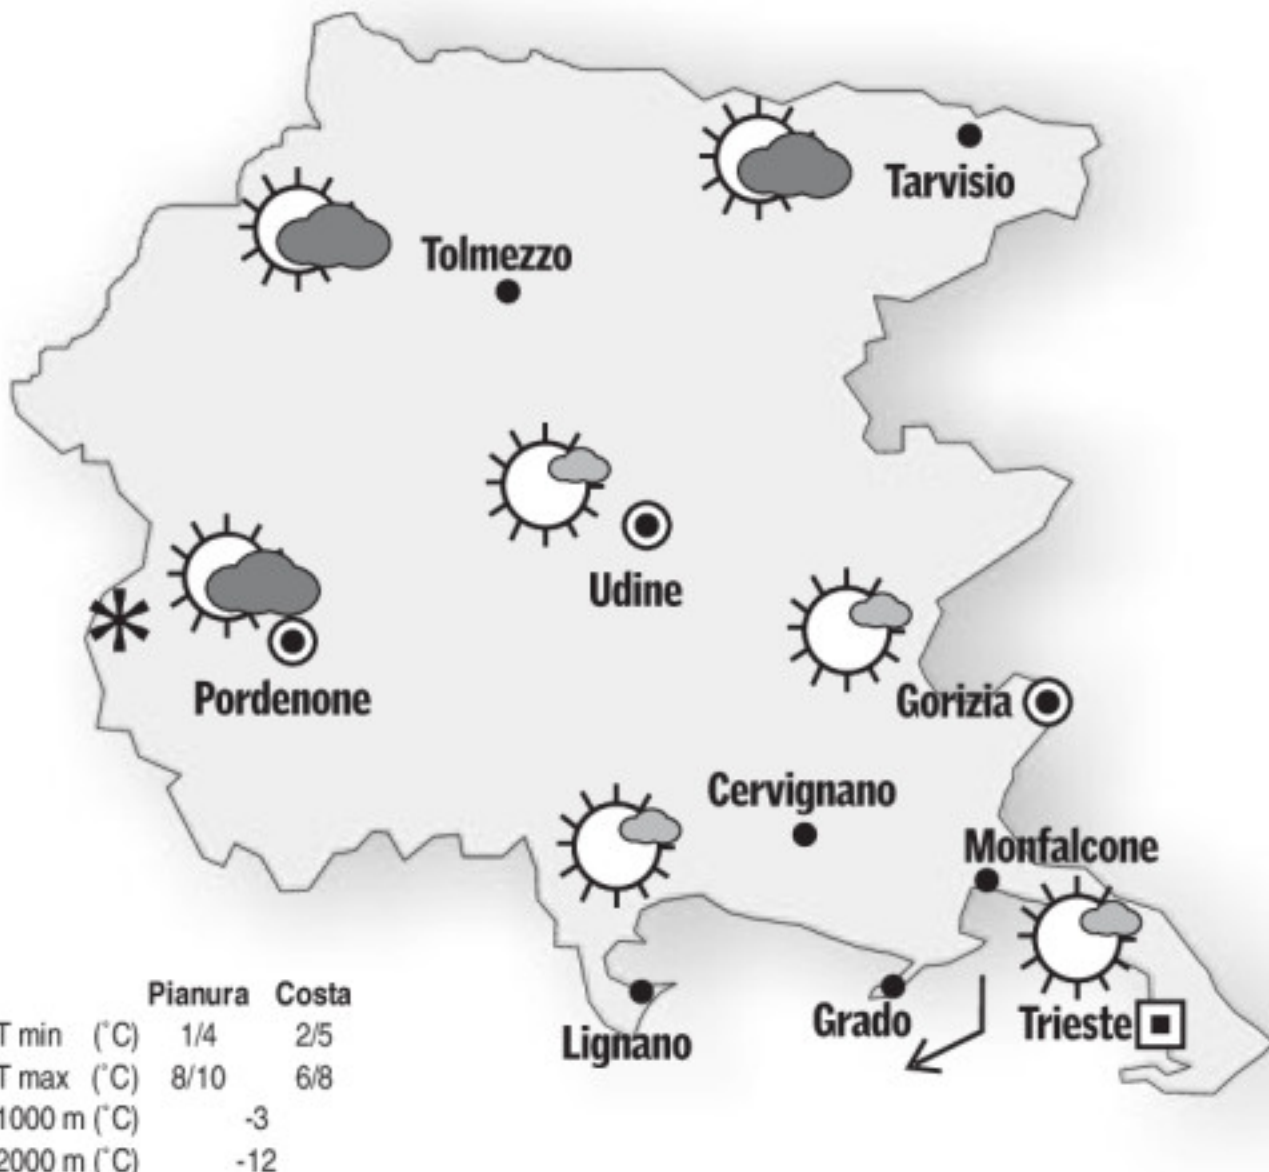 Tarvisio
Tolmezzo
Udine
Pordenone
Gorizia
Cervignano
Monfalcone
Grado
Trieste
Lignano
Pianura Costa
T min (°C) 1/4 2/5
T max (°C) 8/10 6/8
1000 m (°C) -3
2000 m (°C) -12